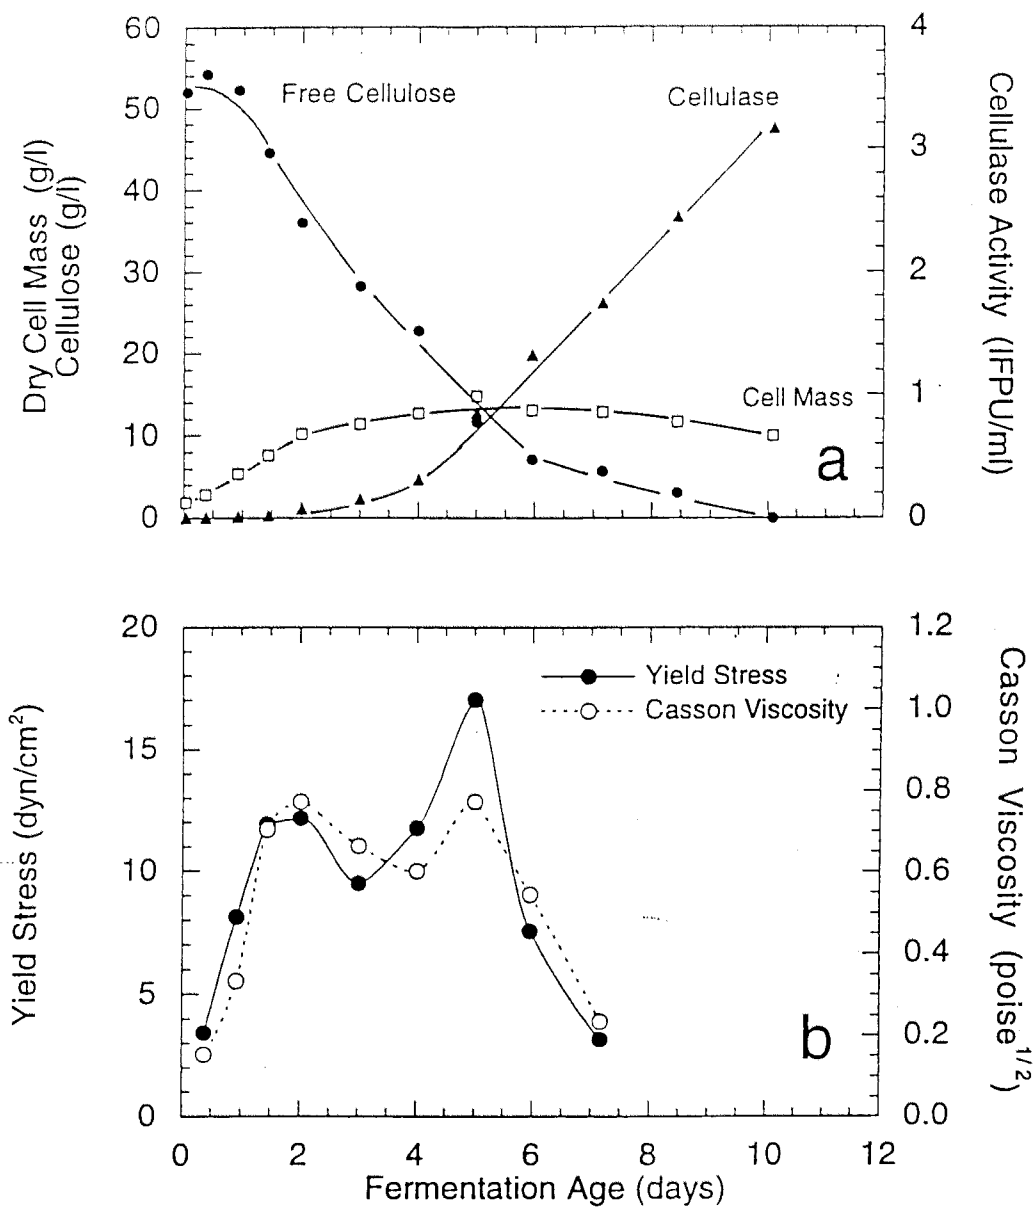 60
50
40
30
20
10
0
Dry Cell Mass (g/l)
Cellulose (g/l)
Free Cellulose
Cellulase
Cell Mass
a
4
3
2
1
0
Cellulase Activity (IFPU/ml)
20
15
10
5
0
Yield Stress (dyn/cm²)
Yield Stress
Casson Viscosity
b
1.2
1.0
0.8
0.6
0.4
0.2
0.0
Casson Viscosity (poise^1/2)
0 2 4 6 8 10 12
Fermentation Age (days)